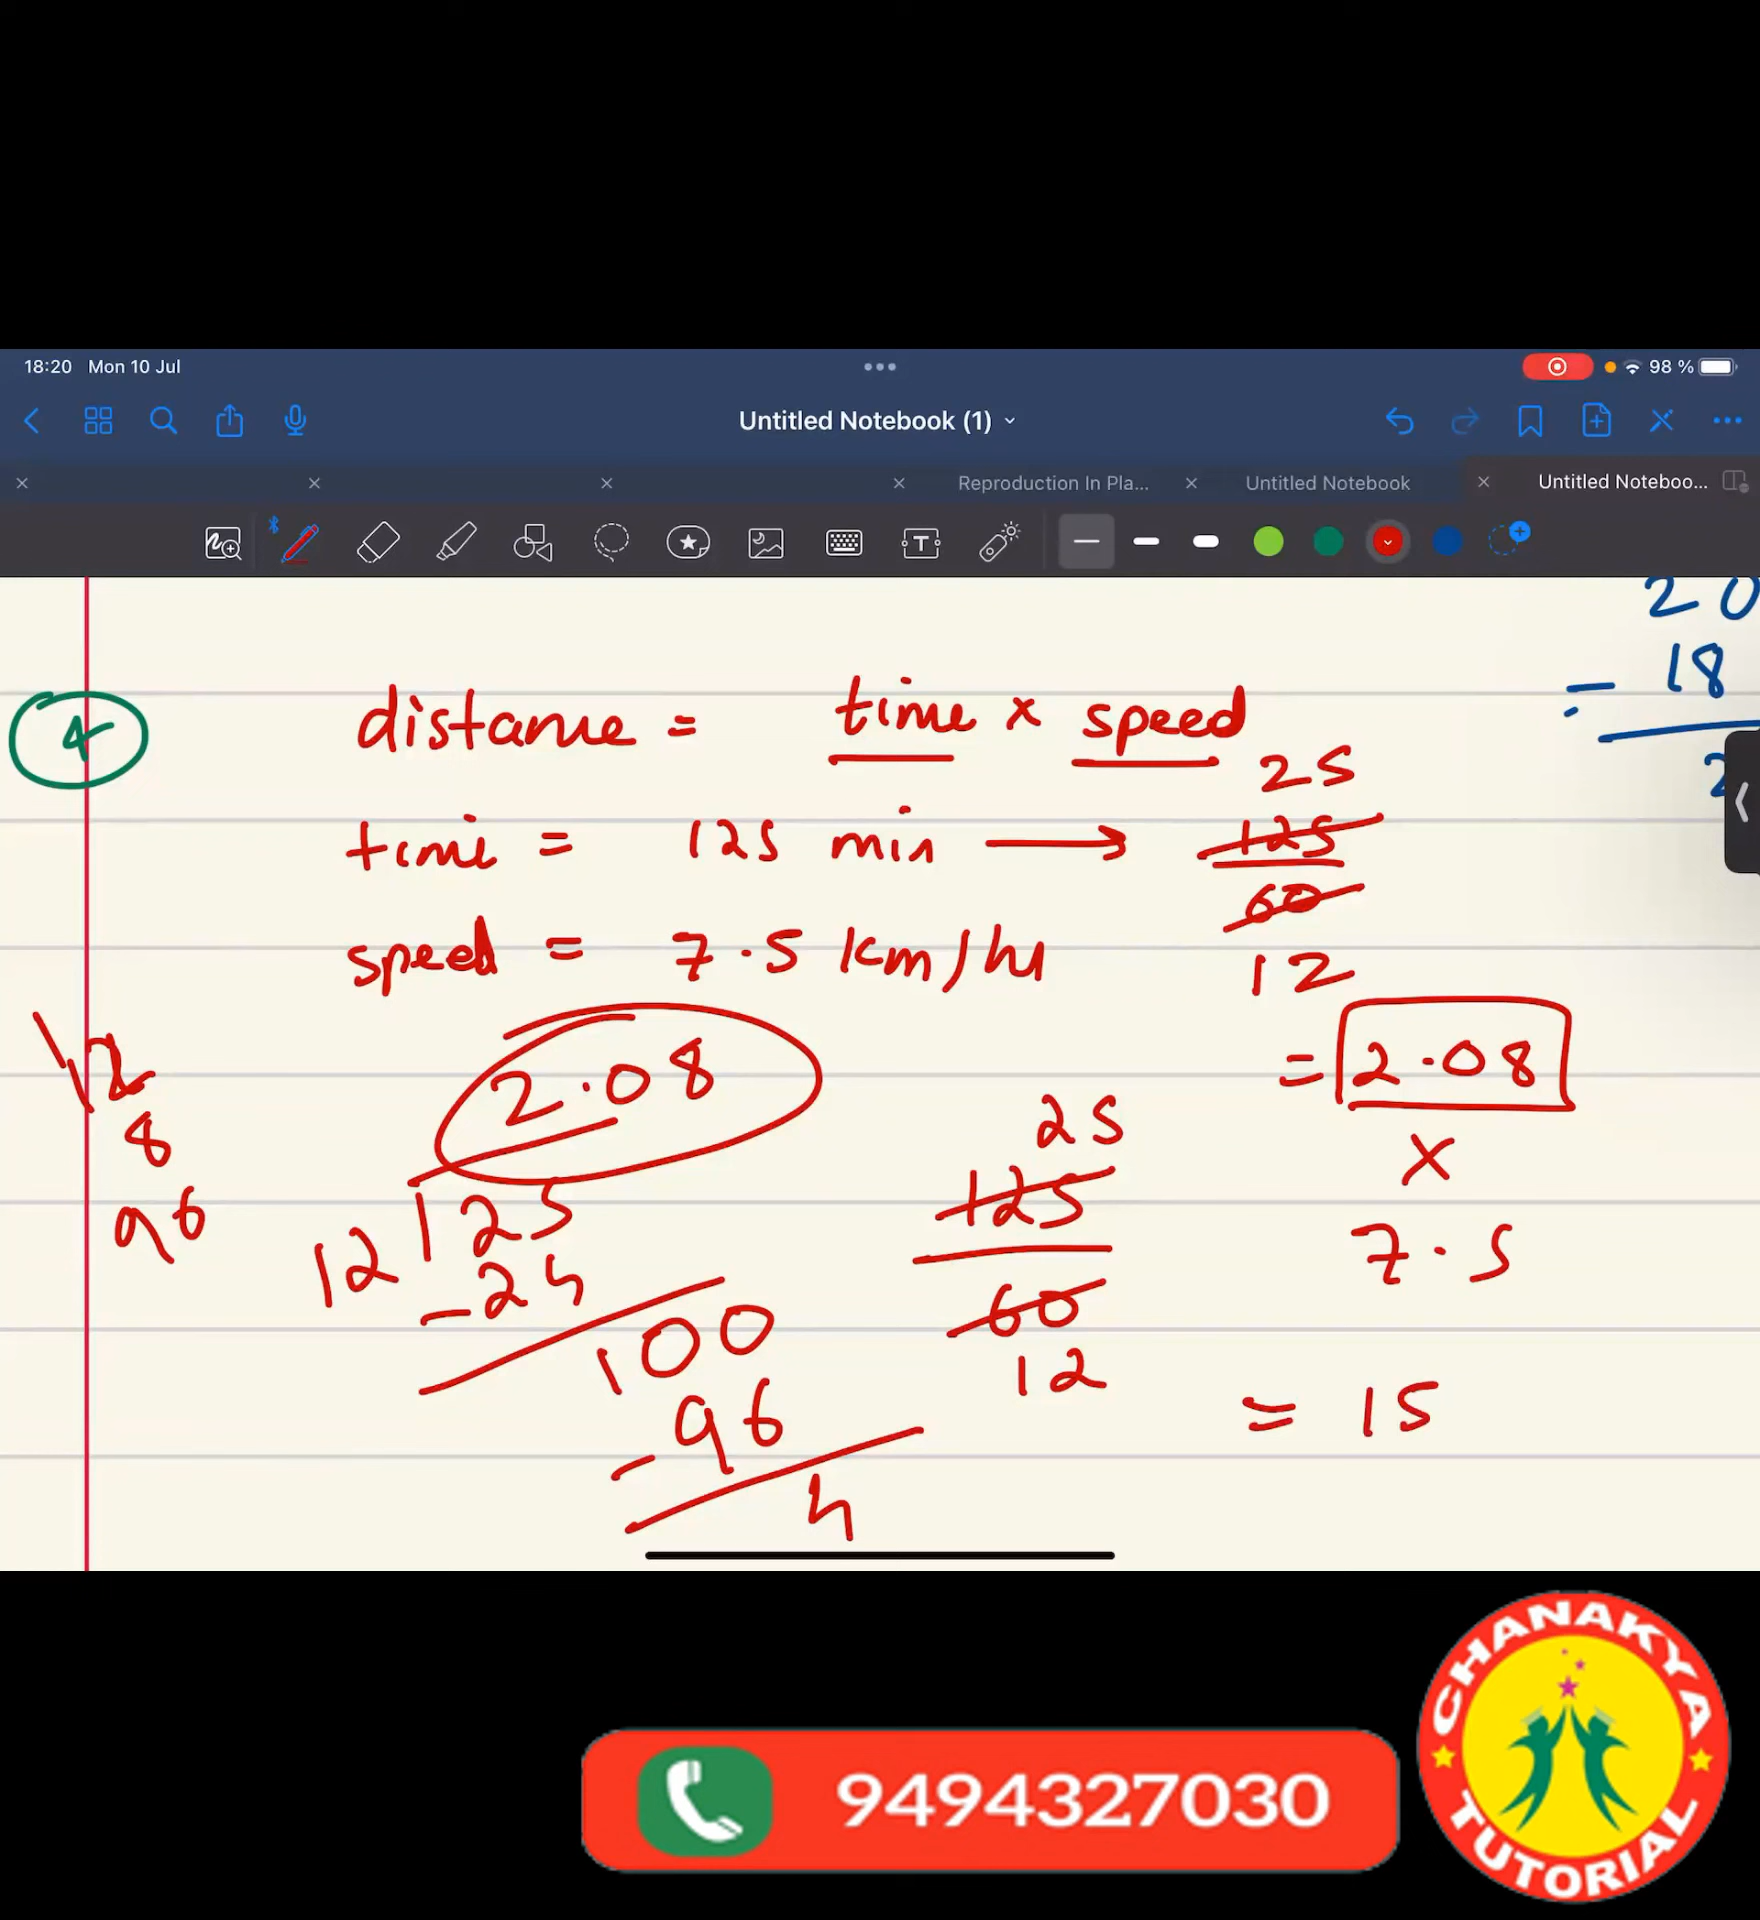 18:20 Mon 10 Jul
98 %
Untitled Notebook (1)
Reproduction In Pla...
Untitled Notebook
Untitled Noteboo...
T
20
- 18
2
4
distance = time x speed
25
time = 125 min → 125
60
12
speed = 7.5 km/hr
12
8
96
2.08
= 2.08
x
7.5
= 15
12 125
- 24
100
- 96
4
25
125
60
12
9494327030
CHANAKYA
TUTORIAL